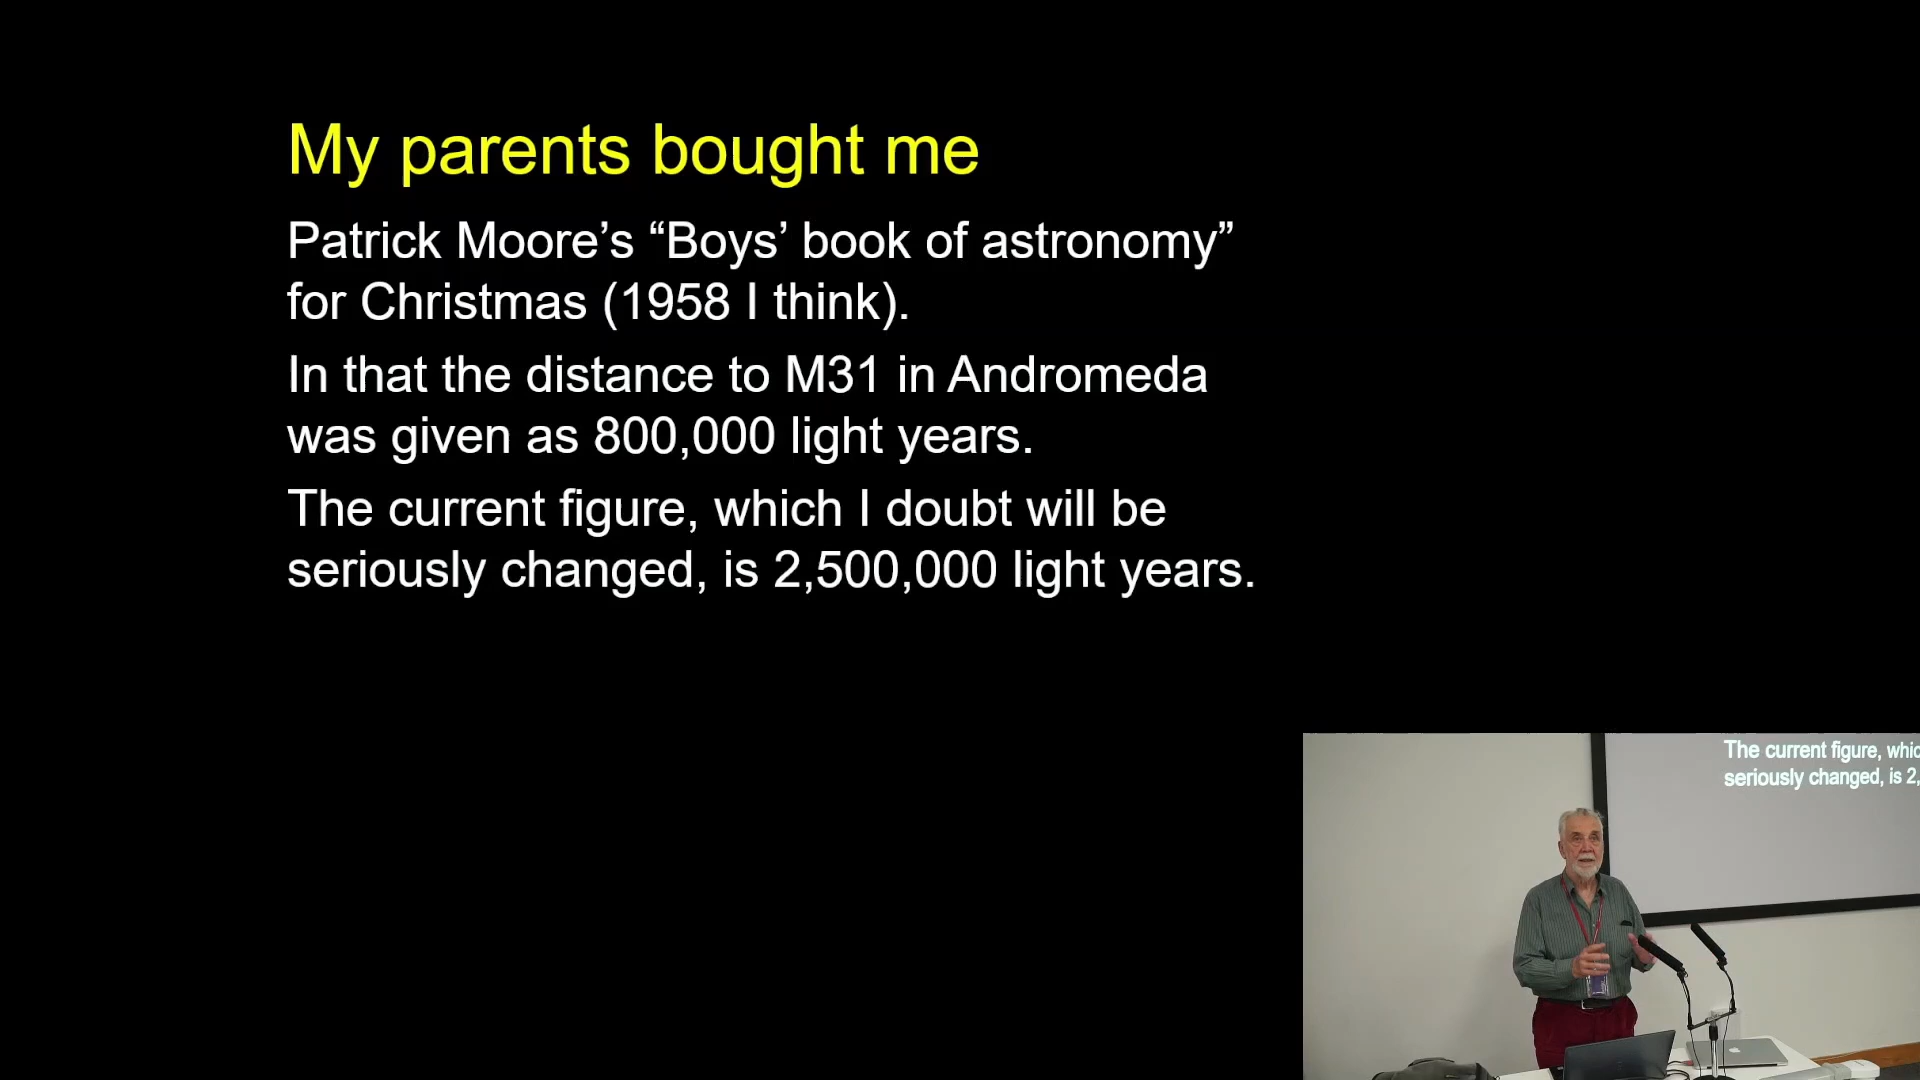 My parents bought me
Patrick Moore’s “Boys’ book of astronomy”
for Christmas (1958 I think).
In that the distance to M31 in Andromeda
was given as 800,000 light years.
The current figure, which I doubt will be
seriously changed, is 2,500,000 light years.
The current figure, whic
seriously changed, is 2,